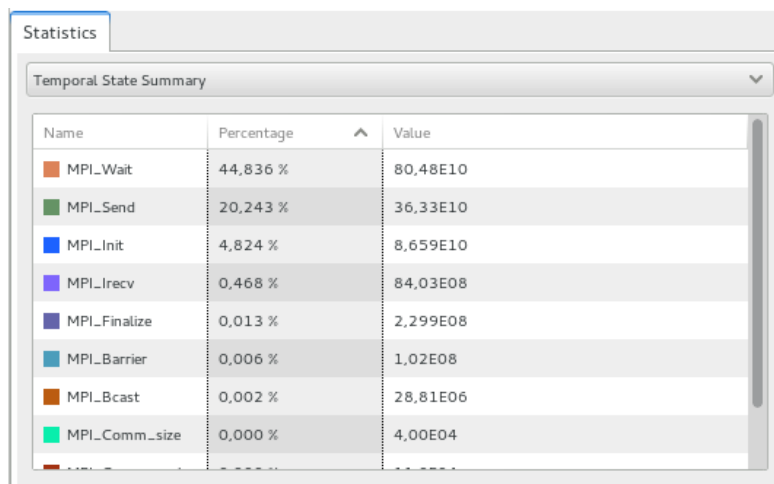 Statistics
Temporal State Summary
Name Percentage Value
MPI_Wait 44,836 % 80,48E10
MPI_Send 20,243 % 36,33E10
MPI_Init 4,824 % 8,659E10
MPI_Irecv 0,468 % 84,03E08
MPI_Finalize 0,013 % 2,299E08
MPI_Barrier 0,006 % 1,02E08
MPI_Bcast 0,002 % 28,81E06
MPI_Comm_size 0,000 % 4,00E04